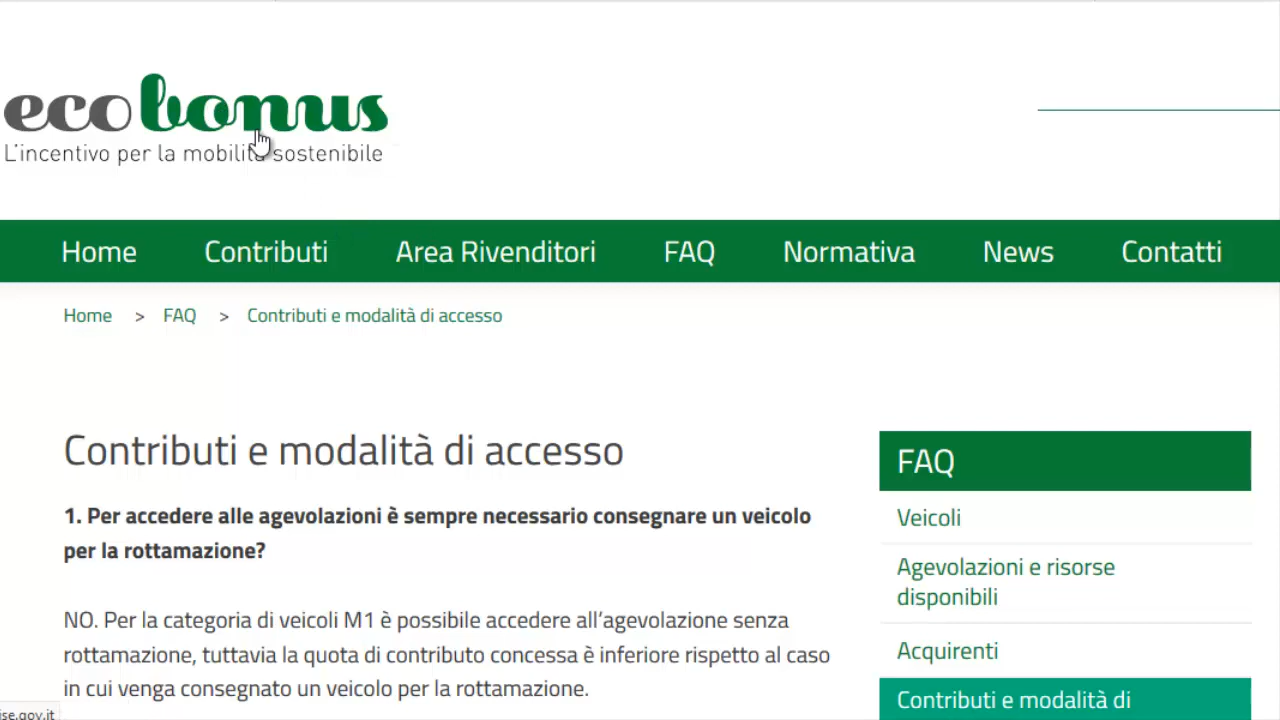 ecobonus
L'incentivo per la mobilità sostenibile
Home Contributi Area Rivenditori FAQ Normativa News Contatti
Home > FAQ > Contributi e modalità di accesso
Contributi e modalità di accesso
1. Per accedere alle agevolazioni è sempre necessario consegnare un veicolo
per la rottamazione?
NO. Per la categoria di veicoli M1 è possibile accedere all'agevolazione senza
rottamazione, tuttavia la quota di contributo concessa è inferiore rispetto al caso
in cui venga consegnato un veicolo per la rottamazione.
FAQ
Veicoli
Agevolazioni e risorse
disponibili
Acquirenti
Contributi e modalità di
ise.gov.it